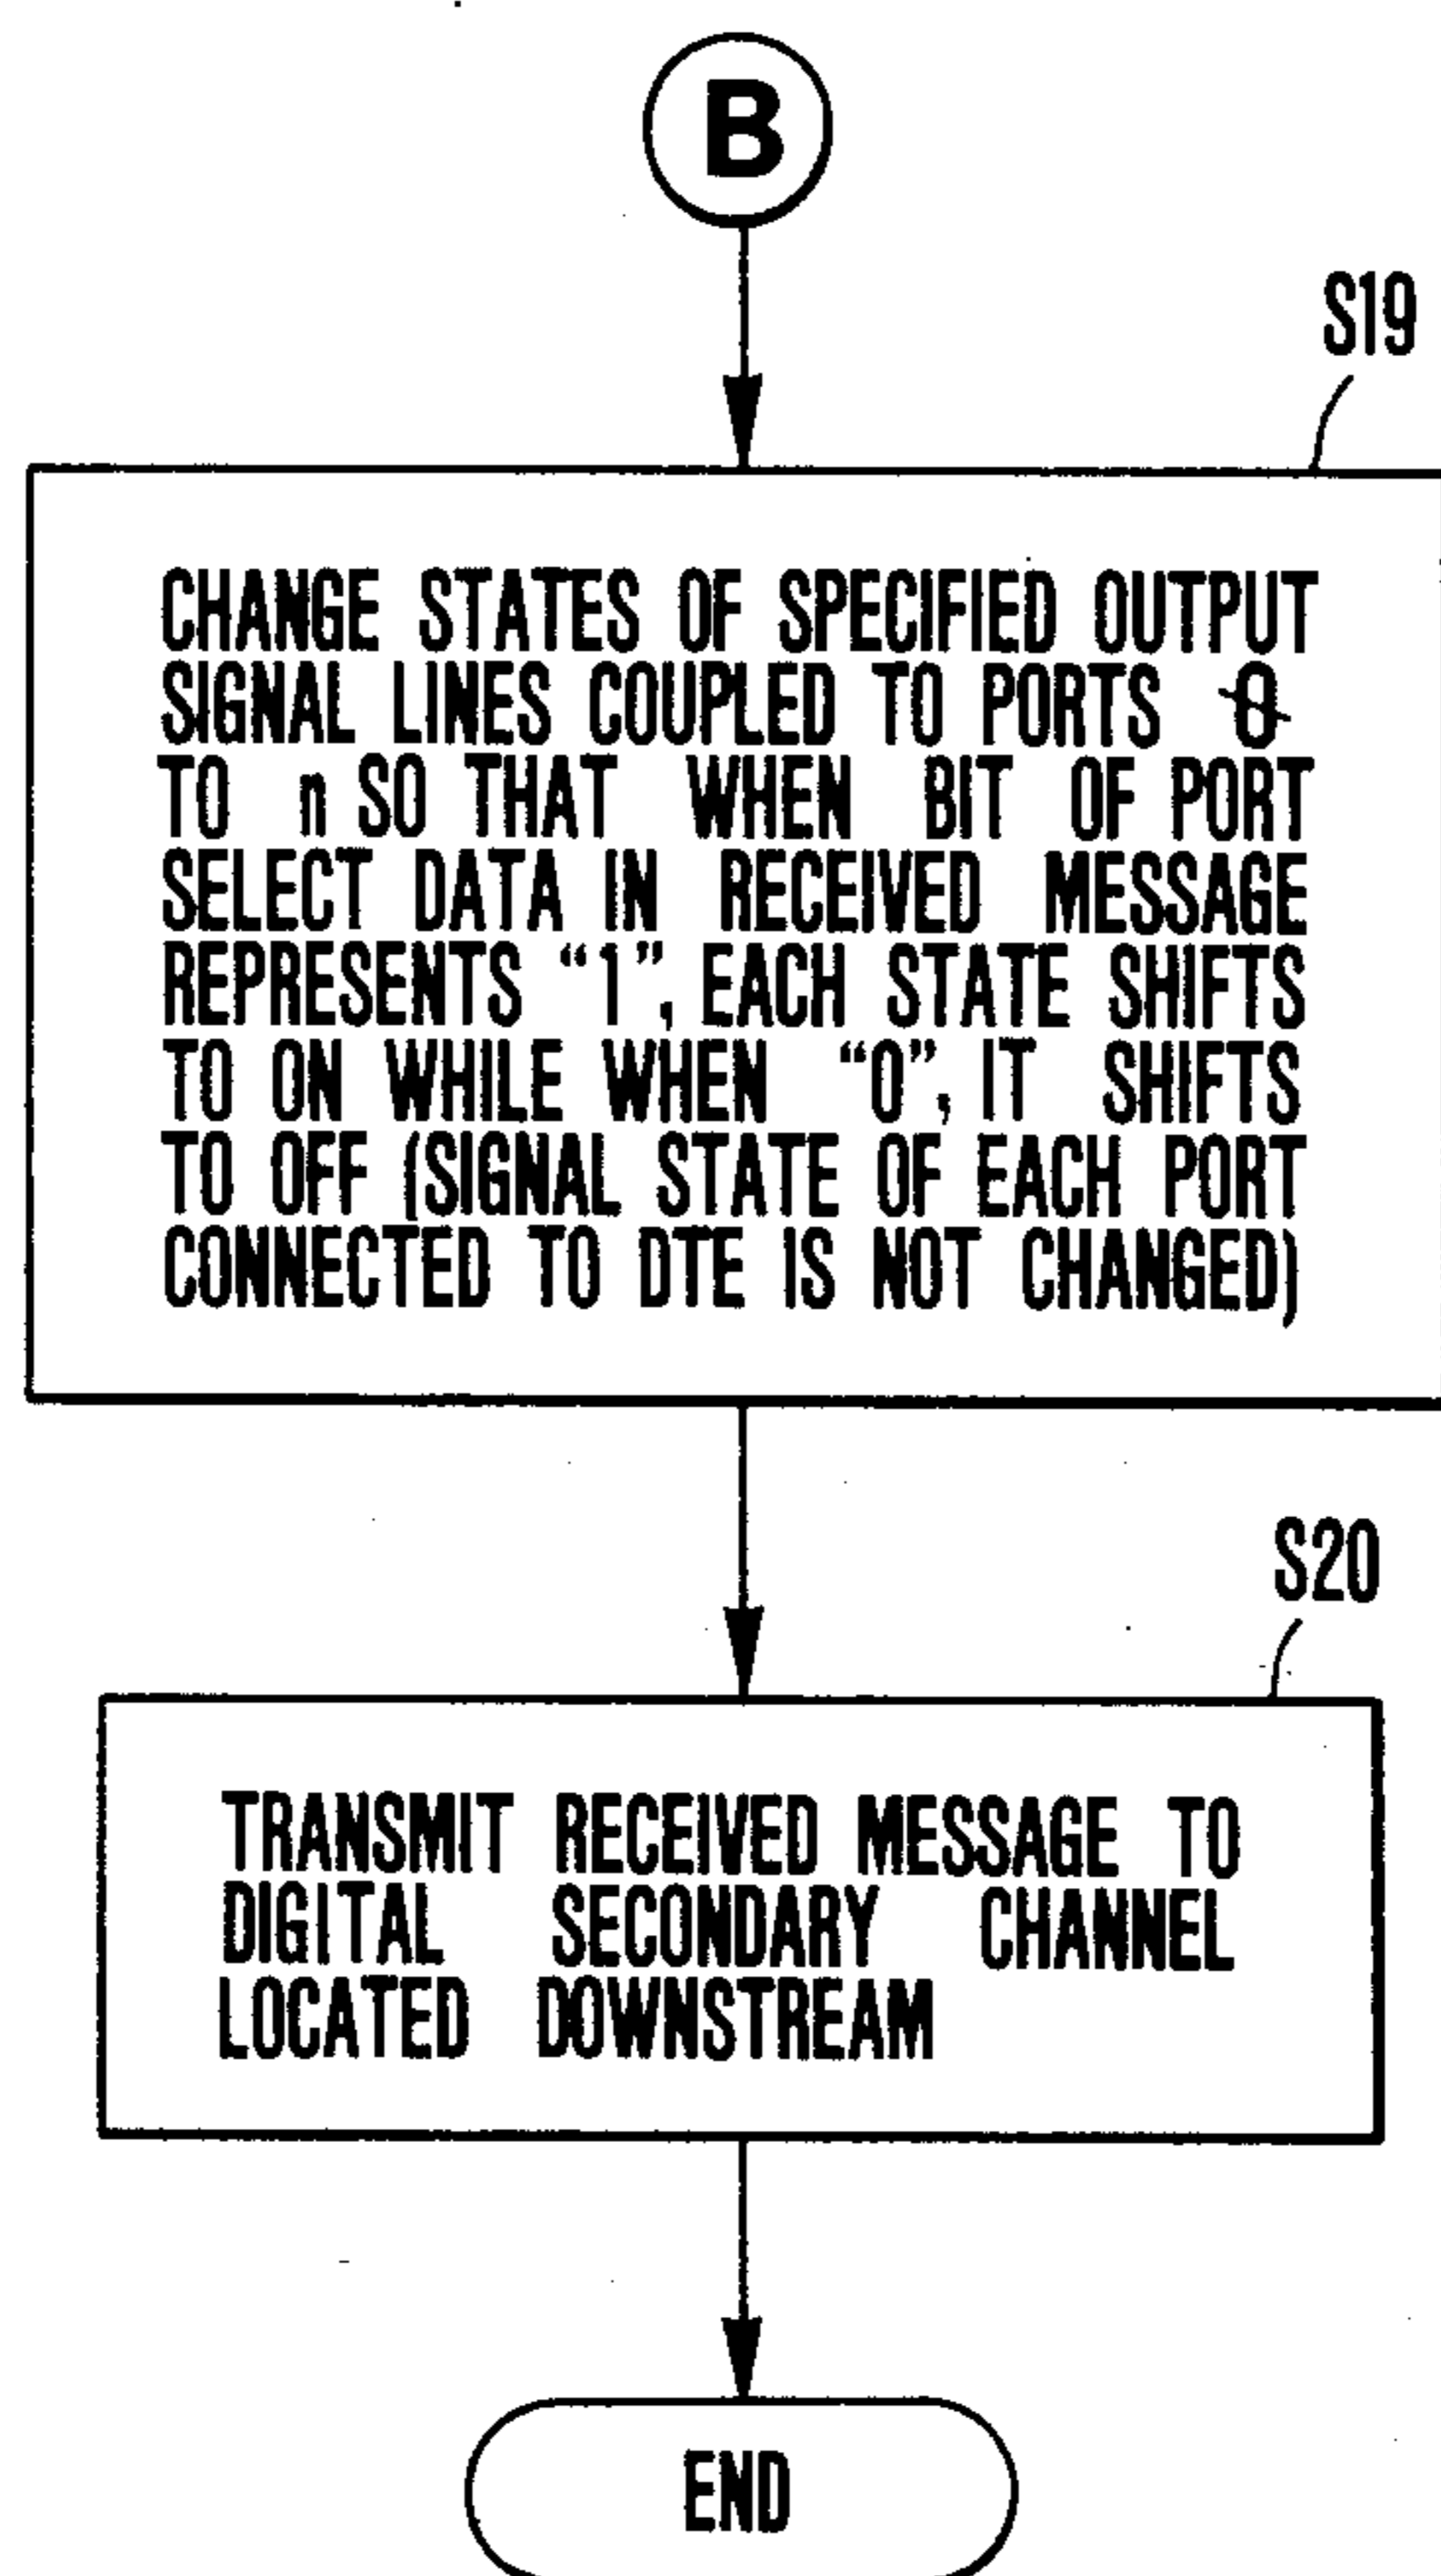 B
S19
CHANGE STATES OF SPECIFIED OUTPUT
SIGNAL LINES COUPLED TO PORTS 0
TO n SO THAT WHEN BIT OF PORT
SELECT DATA IN RECEIVED MESSAGE
REPRESENTS “1”, EACH STATE SHIFTS
TO ON WHILE WHEN “0”, IT SHIFTS
TO OFF (SIGNAL STATE OF EACH PORT
CONNECTED TO DTE IS NOT CHANGED)
S20
TRANSMIT RECEIVED MESSAGE TO
DIGITAL SECONDARY CHANNEL
LOCATED DOWNSTREAM
END